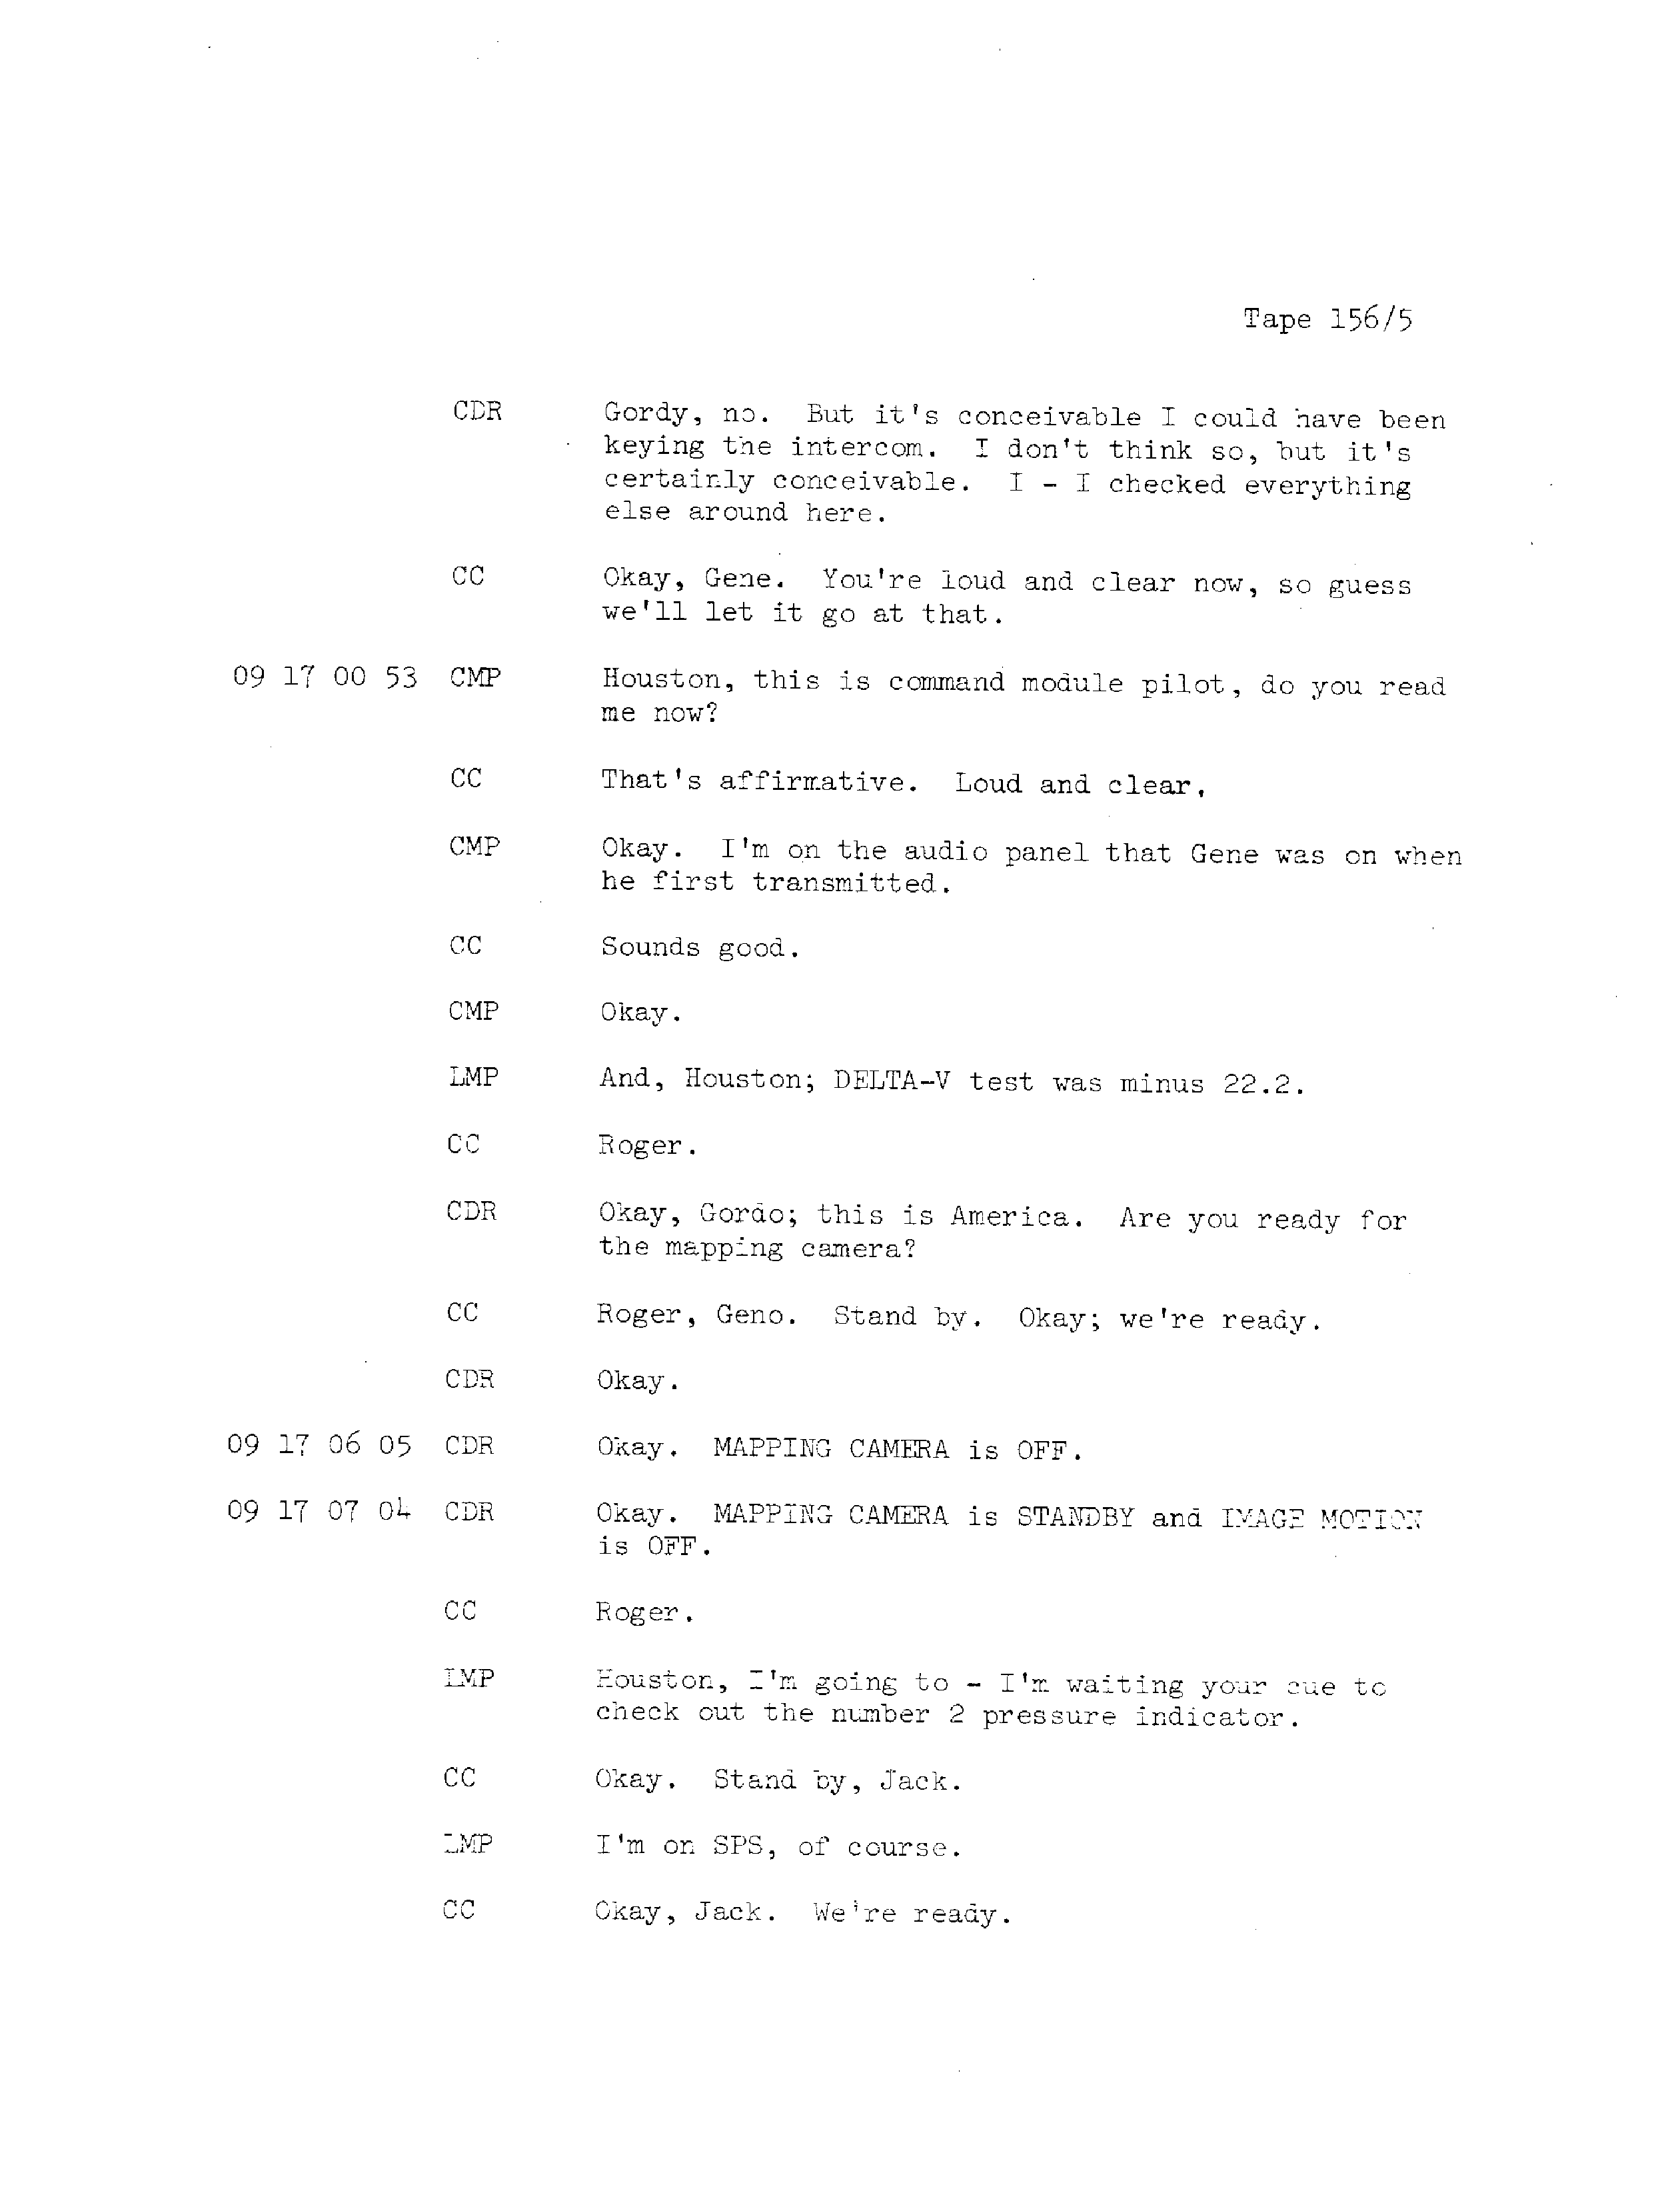 Tape 156/5
CDR Gordy, no. But it's conceivable I could have been
keying the intercom. I don't think so, but it's
certainly conceivable. I - I checked everything
else around here.
CC Okay, Gene. You're loud and clear now, so guess
we'll let it go at that.
09 17 00 53 CMP Houston, this is command module pilot, do you read
me now?
CC That's affirmative. Loud and clear.
CMP Okay. I'm on the audio panel that Gene was on when
he first transmitted.
CC Sounds good.
CMP Okay.
LMP And, Houston; DELTA-V test was minus 22.2.
CC Roger.
CDR Okay, Gordo; this is America. Are you ready for
the mapping camera?
CC Roger, Geno. Stand by. Okay; we're ready.
CDR Okay.
09 17 06 05 CDR Okay. MAPPING CAMERA is OFF.
09 17 07 04 CDR Okay. MAPPING CAMERA is STANDBY and IMAGE MOTION
is OFF.
CC Roger.
LMP Houston, I'm going to - I'm waiting your cue to
check out the number 2 pressure indicator.
CC Okay. Stand by, Jack.
LMP I'm on SPS, of course.
CC Okay, Jack. We're ready.